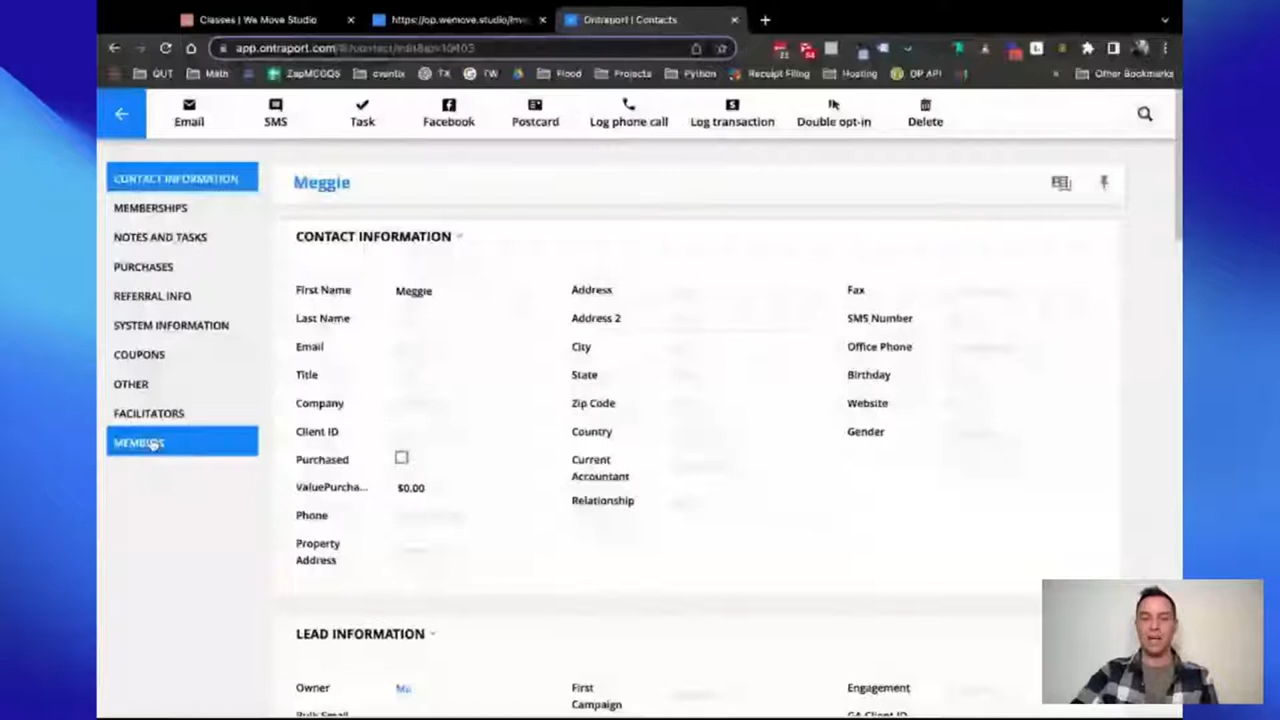 Classes | We Move Studio
Ontraport | Contacts
app.ontraport.com
QUT
Math
ZapMCGQS
TX
TW
Flood
Projects
Python
Receipt Filing
Hosting
OP API
Other Bookmarks
Email
SMS
Task
Facebook
Postcard
Log phone call
Log transaction
Double opt-in
Delete
CONTACT INFORMATION
MEMBERSHIPS
NOTES AND TASKS
PURCHASES
REFERRAL INFO
SYSTEM INFORMATION
COUPONS
OTHER
FACILITATORS
Meggie
CONTACT INFORMATION
First Name Meggie
Last Name
Email
Title
Company
Client ID
Purchased
ValuePurcha... $0.00
Phone
Property
Address
Address
Address 2
City
State
Zip Code
Country
Current
Accountant
Relationship
Fax
SMS Number
Office Phone
Birthday
Website
Gender
LEAD INFORMATION
Owner
First
Campaign
Engagement